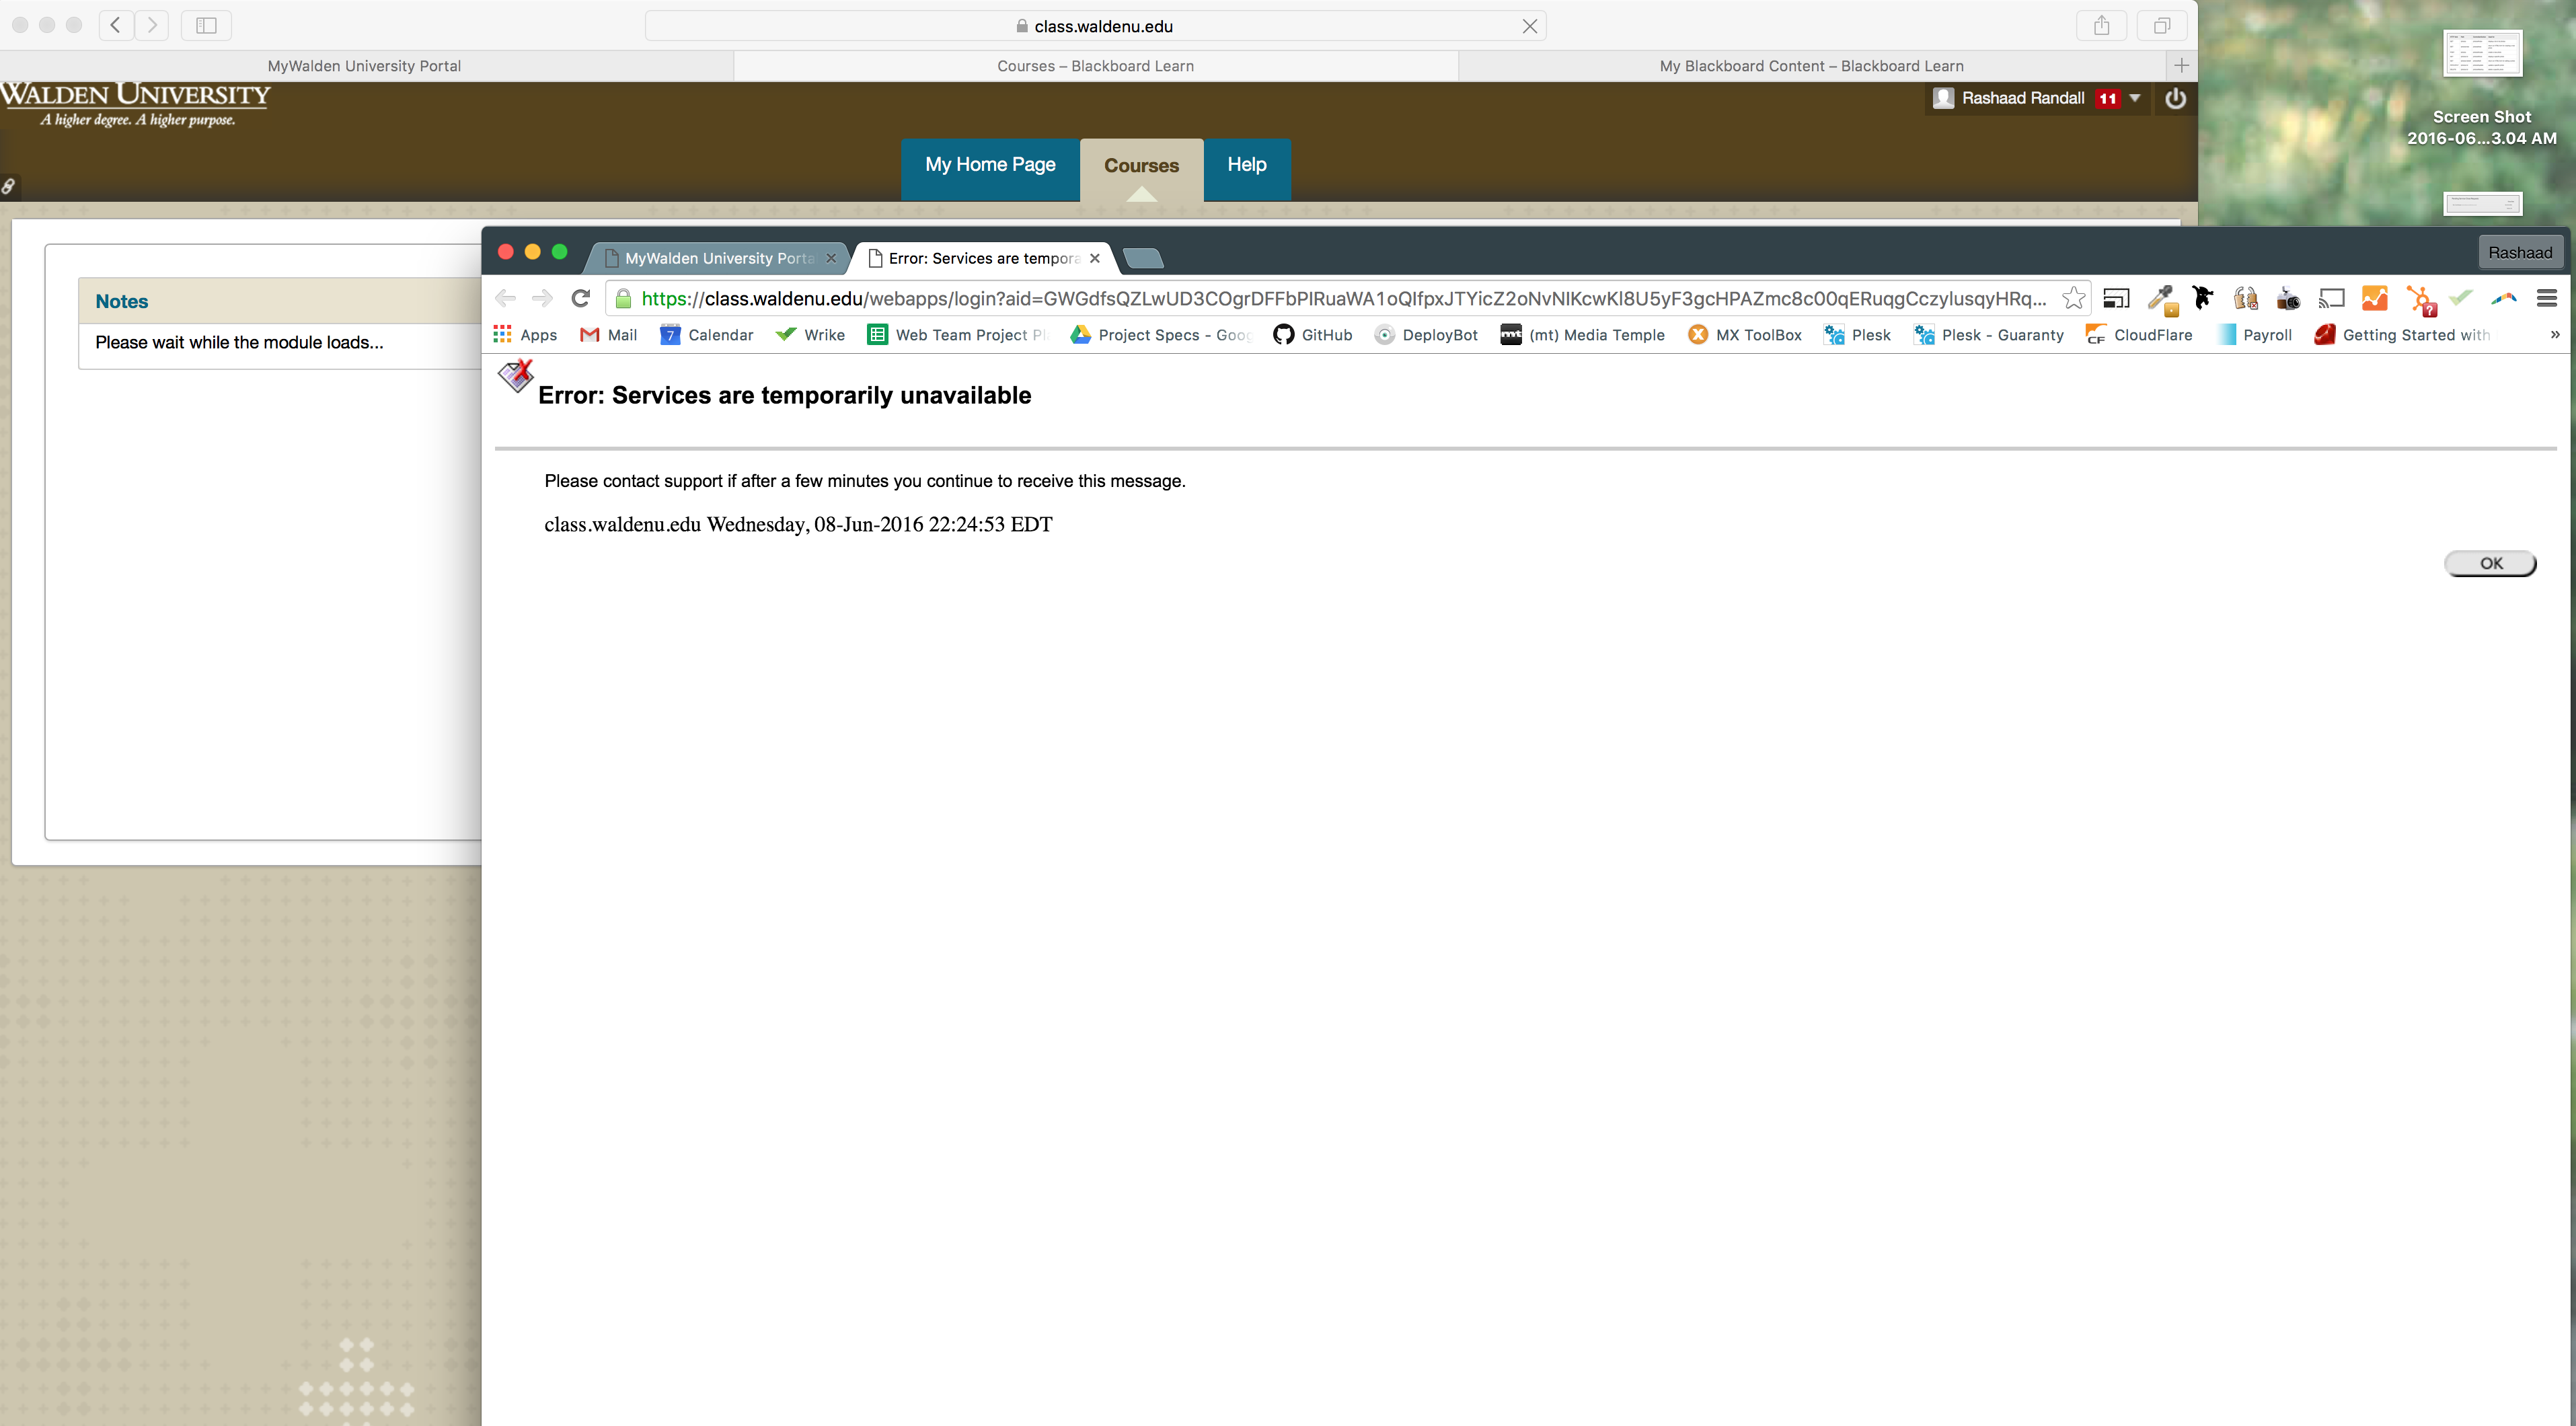 class.waldenu.edu
MyWalden University Portal
Courses – Blackboard Learn
My Blackboard Content – Blackboard Learn
WALDEN UNIVERSITY
A higher degree. A higher purpose.
Rashaad Randall 11
My Home Page
Courses
Help
Screen Shot
2016-06...3.04 AM
Notes
Please wait while the module loads...
MyWalden University Porta
Error: Services are tempora
Rashaad
https://class.waldenu.edu/webapps/login?aid=GWGdfsQZLwUD3COgrDFFbPIRuaWA1oQIfpxJTYicZ2oNvNIKcwKl8U5yF3gcHPAZmc8c00qERuqgCczylusqyHRq...
Apps
Mail
7 Calendar
Wrike
Web Team Project Pl
Project Specs - Goog
GitHub
DeployBot
mt (mt) Media Temple
MX ToolBox
Plesk
Plesk - Guaranty
CF CloudFlare
Payroll
Getting Started with
»
Error: Services are temporarily unavailable
Please contact support if after a few minutes you continue to receive this message.
class.waldenu.edu Wednesday, 08-Jun-2016 22:24:53 EDT
OK